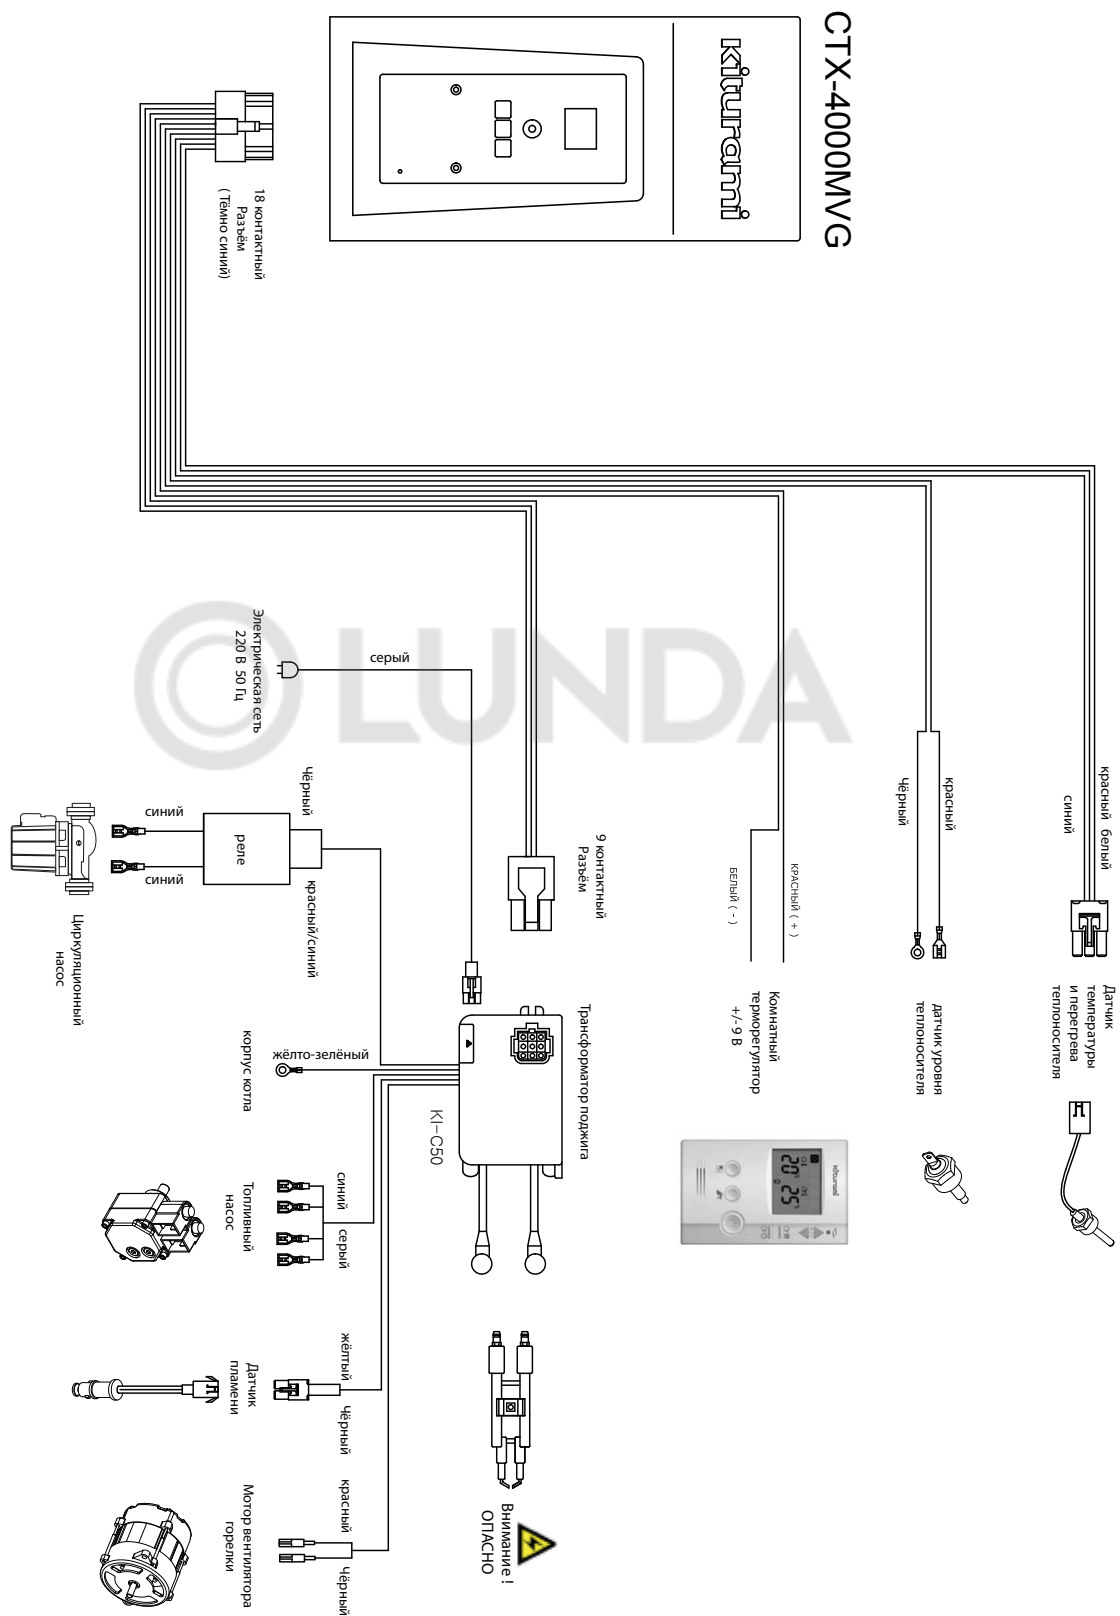 CTX-4000MVG
Kiturami
18 контактный
Разъём
( Тёмно синий)
красный белый
синий
Датчик
температуры
и перегрева
теплоносителя
красный
Чёрный
датчик уровня
теплоносителя
КРАСНЫЙ ( + )
БЕЛЫЙ ( - )
Комнатный
терморегулятор
+/- 9 В
kiturami
9 контактный
Разъём
Трансформатор поджига
KI-C50
Внимание !
ОПАСНО
LUNDA
Электрическая сеть
220 В 50 Гц
серый
Чёрный
красный/синий
реле
синий
синий
Циркуляционный
насос
жёлто-зелёный
корпус котла
синий
серый
Топливный
насос
жёлтый
Чёрный
Датчик
пламени
красный
Чёрный
Мотор вентилятора
горелки